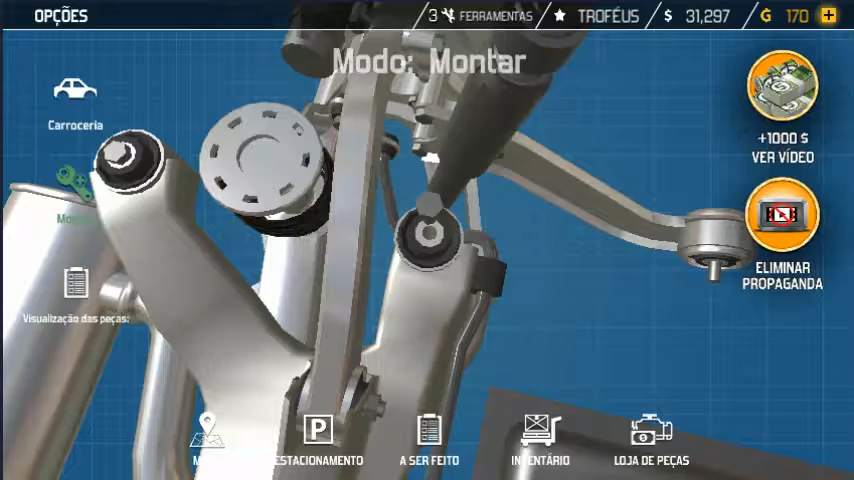 OPÇÕES
3 FERRAMENTAS
TROFÉUS
$ 31,297
G 170
Modo: Montar
Carroceria
+1000 $
VER VÍDEO
ELIMINAR
PROPAGANDA
Visualização das peças:
ESTACIONAMENTO
A SER FEITO
INVENTÁRIO
LOJA DE PEÇAS